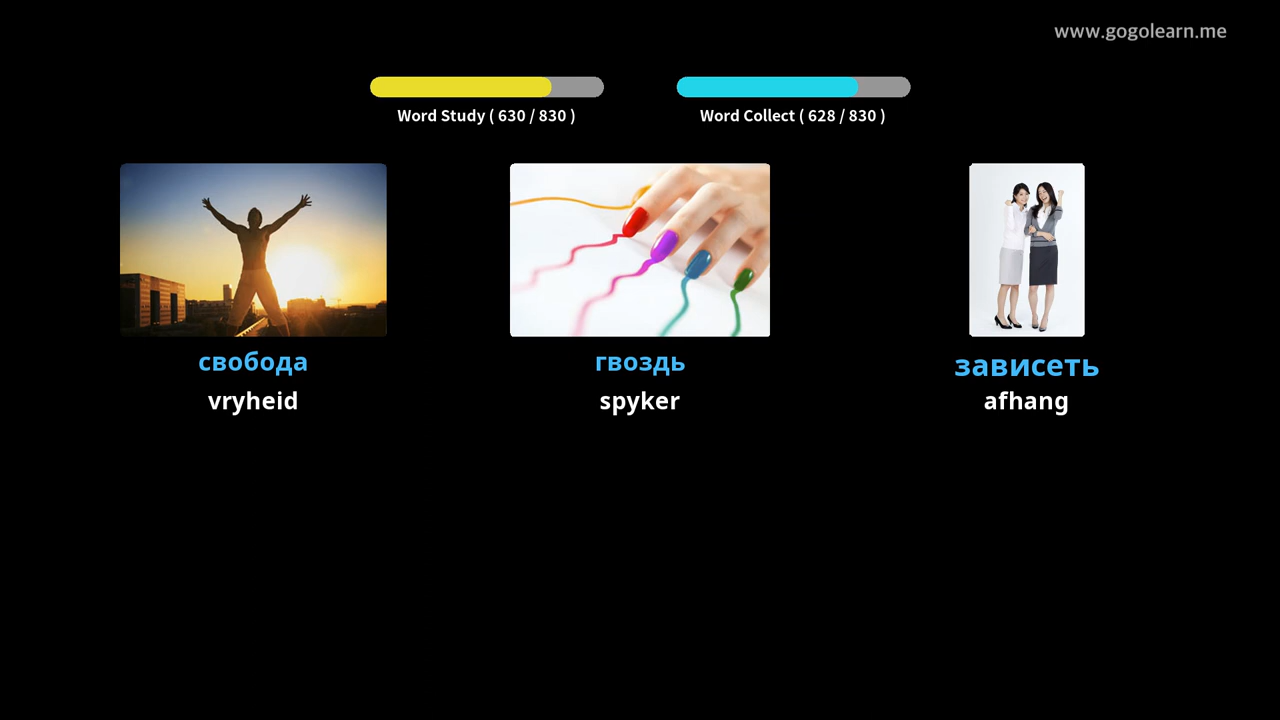 www.gogolearn.me
Word Study ( 630 / 830 )
Word Collect ( 628 / 830 )
свобода
гвоздь
зависеть
vryheid
spyker
afhang